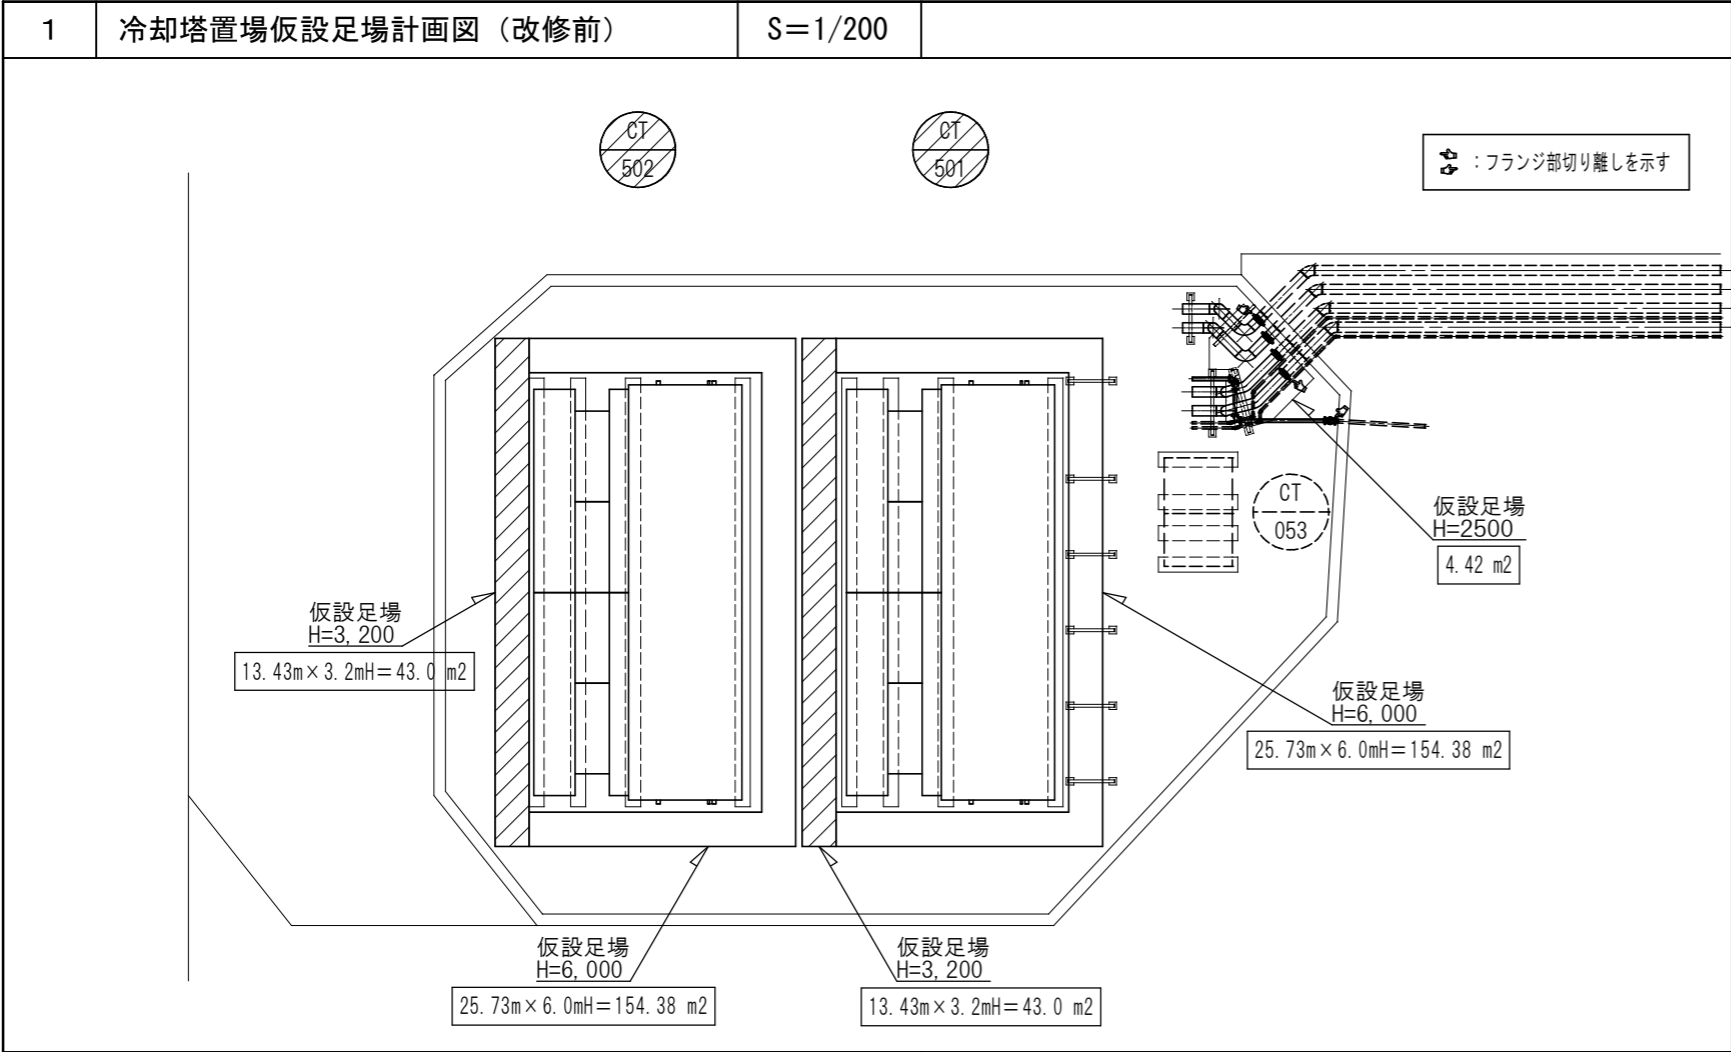 1
冷却塔置場仮設足場計画図（改修前）
S＝1/200
CT
502
CT
501
：フランジ部切り離しを示す
CT
053
仮設足場
H=2500
4.42 m2
仮設足場
H=3,200
13.43m×3.2mH＝43.0 m2
仮設足場
H=6,000
25.73m×6.0mH＝154.38 m2
仮設足場
H=6,000
25.73m×6.0mH＝154.38 m2
仮設足場
H=3,200
13.43m×3.2mH＝43.0 m2